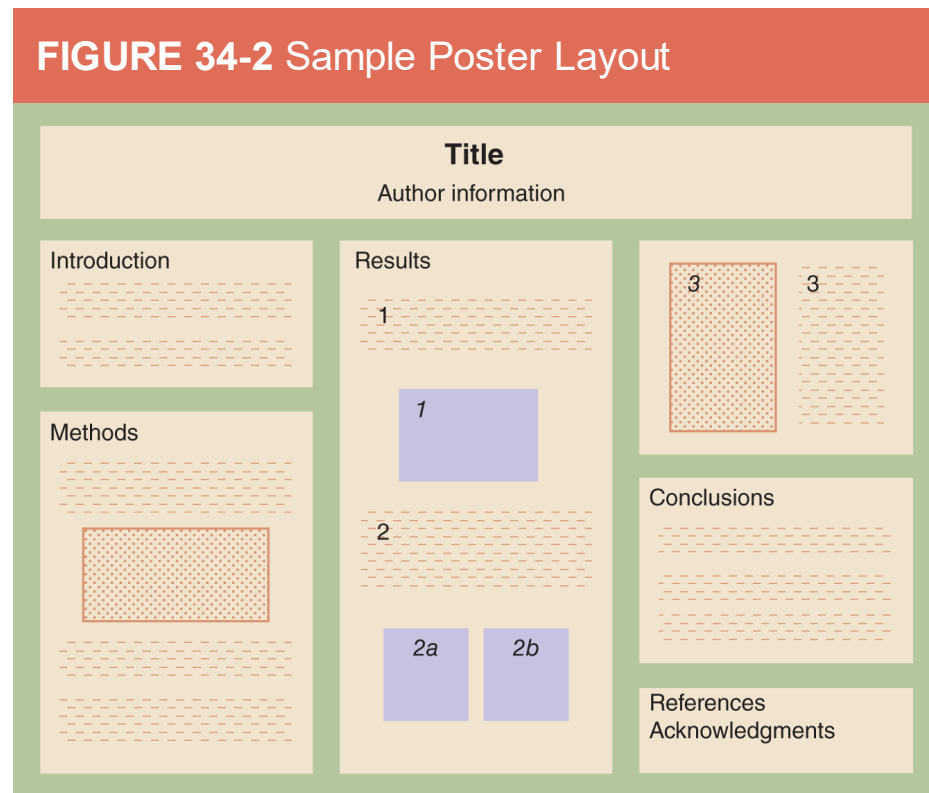 FIGURE 34-2 Sample Poster Layout
Title
Author information
Introduction
Methods
Results
1
1
2
2a 2b
3 3
Conclusions
References
Acknowledgments